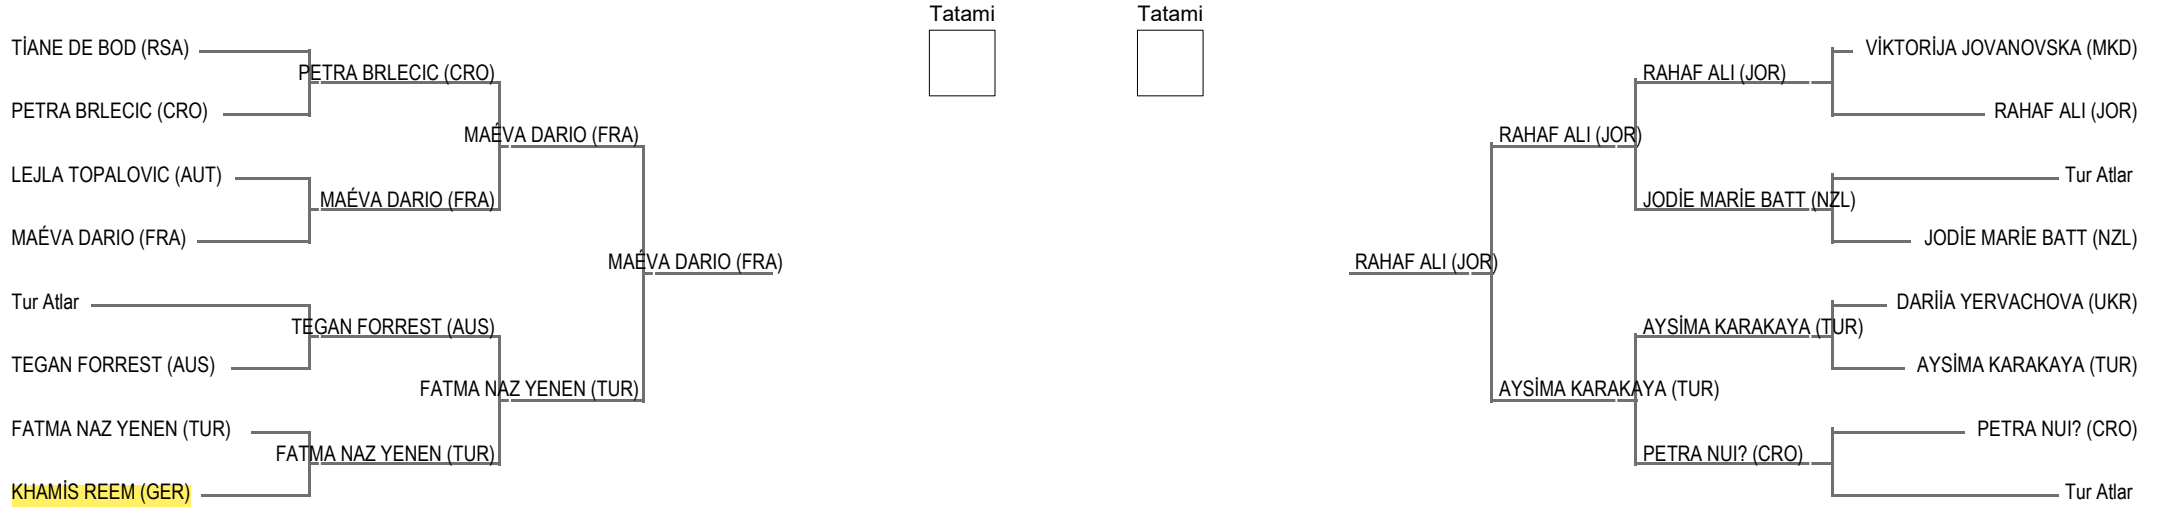 Tatami
Tatami
TİANE DE BOD (RSA)
PETRA BRLECIC (CRO)
LEJLA TOPALOVIC (AUT)
MAÉVA DARIO (FRA)
Tur Atlar
TEGAN FORREST (AUS)
FATMA NAZ YENEN (TUR)
KHAMİS REEM (GER)
PETRA BRLECIC (CRO)
MAÉVA DARIO (FRA)
TEGAN FORREST (AUS)
FATMA NAZ YENEN (TUR)
MAÉVA DARIO (FRA)
FATMA NAZ YENEN (TUR)
MAÉVA DARIO (FRA)
RAHAF ALI (JOR)
RAHAF ALI (JOR)
AYSİMA KARAKAYA (TUR)
RAHAF ALI (JOR)
JODİE MARİE BATT (NZL)
AYSİMA KARAKAYA (TUR)
PETRA NUI? (CRO)
VİKTORİJA JOVANOVSKA (MKD)
RAHAF ALI (JOR)
Tur Atlar
JODİE MARİE BATT (NZL)
DARİİA YERVACHOVA (UKR)
AYSİMA KARAKAYA (TUR)
PETRA NUI? (CRO)
Tur Atlar